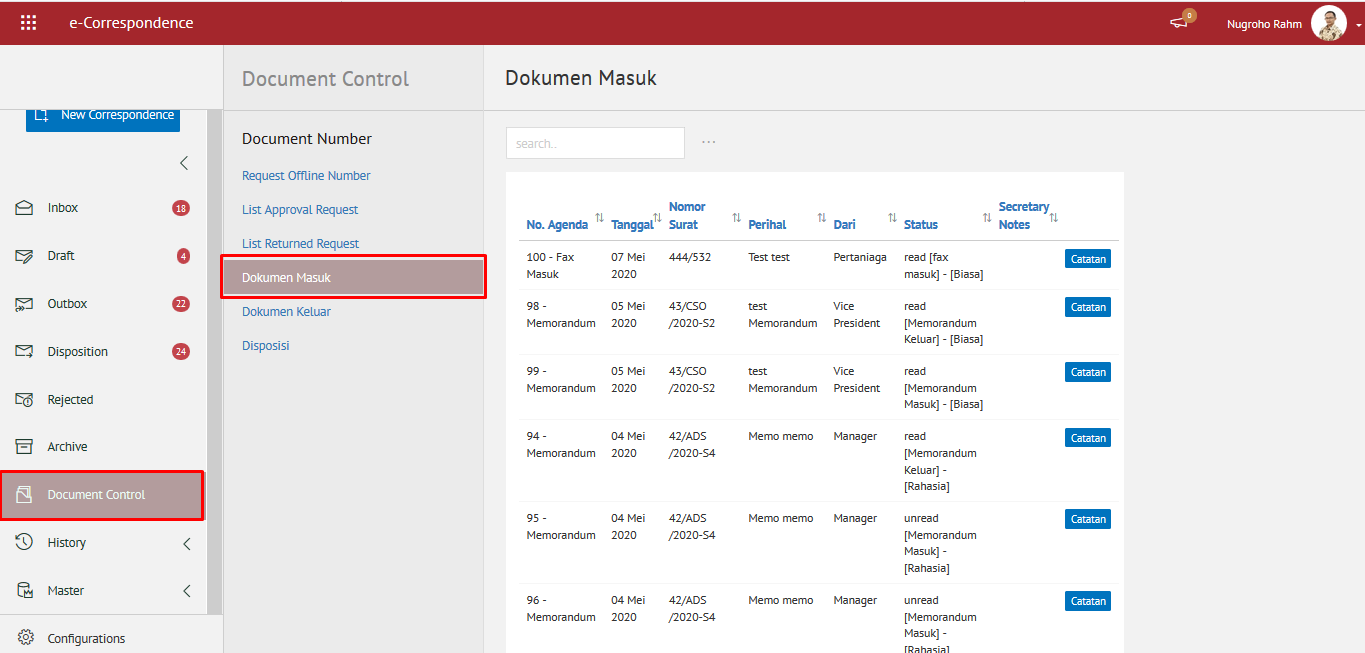 e-Correspondence
0
Nugroho Rahm
New Correspondence
Inbox
18
Draft
4
Outbox
22
Disposition
24
Rejected
Archive
Document Control
History
Master
Configurations
Document Control
Document Number
Request Offline Number
List Approval Request
List Returned Request
Dokumen Masuk
Dokumen Keluar
Disposisi
Dokumen Masuk
search..
...
No. Agenda Tanggal Nomor Surat Perihal Dari Status Secretary Notes
100 - Fax 07 Mei 444/532 Test test Pertaniaga read [fax Catatan
Masuk 2020 masuk] - [Biasa]
98 - 05 Mei 43/CSO test Vice read Catatan
Memorandum 2020 /2020-S2 Memorandum President [Memorandum
Keluar] - [Biasa]
99 - 05 Mei 43/CSO test Vice read Catatan
Memorandum 2020 /2020-S2 Memorandum President [Memorandum
Masuk] - [Biasa]
94 - 04 Mei 42/ADS Memo memo Manager read Catatan
Memorandum 2020 /2020-S4 [Memorandum
Keluar] -
[Rahasia]
95 - 04 Mei 42/ADS Memo memo Manager unread Catatan
Memorandum 2020 /2020-S4 [Memorandum
Masuk] -
[Rahasia]
96 - 04 Mei 42/ADS Memo memo Manager unread Catatan
Memorandum 2020 /2020-S4 [Memorandum
Masuk] -
[Rahasia]